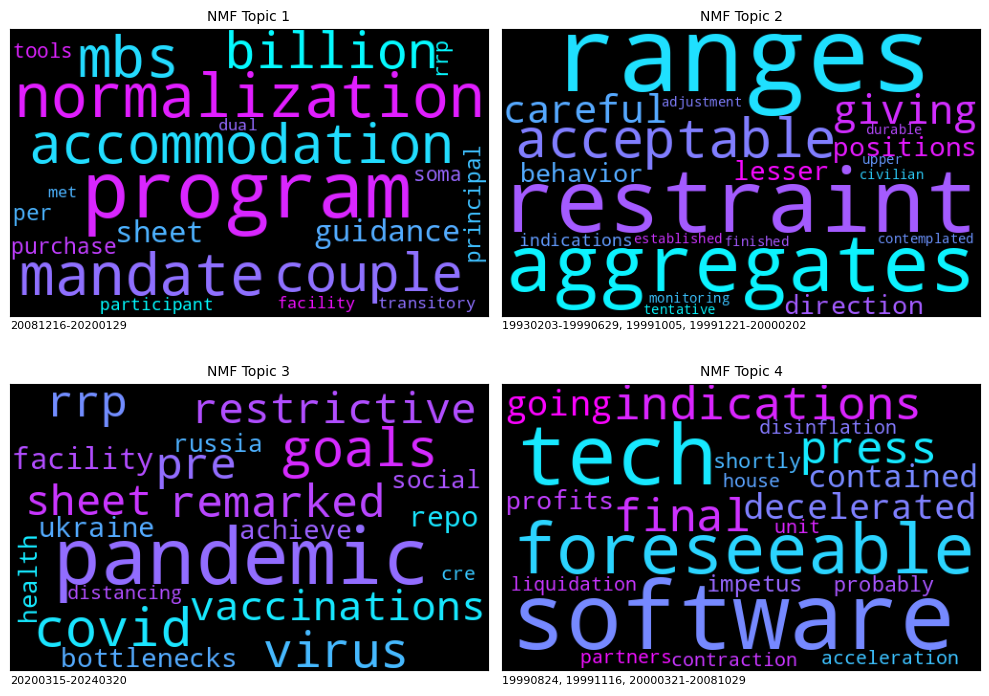 NMF Topic 1
tools
mbs
billion
rrp
normalization
dual
accommodation
program
soma
principal
met
per
purchase
sheet
guidance
mandate
couple
participant
facility
transitory
20081216-20200129
NMF Topic 2
ranges
careful
adjustment
giving
acceptable
durable
positions
behavior
lesser
upper
civilian
restraint
indications
established
finished
contemplated
aggregates
monitoring
tentative
direction
19930203-19990629, 19991005, 19991221-20000202
NMF Topic 3
rrp
restrictive
russia
goals
facility
pre
social
sheet
remarked
repo
ukraine
achieve
health
pandemic
cre
distancing
vaccinations
covid
bottlenecks
virus
20200315-20240320
NMF Topic 4
going
indications
disinflation
tech
press
shortly
house
contained
profits
final
decelerated
unit
foreseeable
liquidation
impetus
probably
software
partners
contraction
acceleration
19990824, 19991116, 20000321-20081029